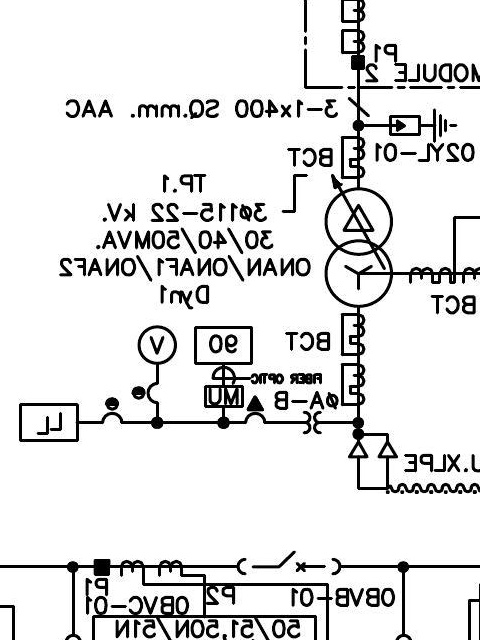 P1
MODULE 2
3-1x400 SQ.mm. AAC
02YL-01
BCT
TP.1
3ø115-22 kV.
30/40/50MVA.
ONAN/ONAF1/ONAF2
Dyn1
BCT
BCT
V
90
FIBER OPTIC
MU
øA-B
LL
U.XLPE
P1
P2
0BVC-01
0BVB-01
50/51,50N/51N